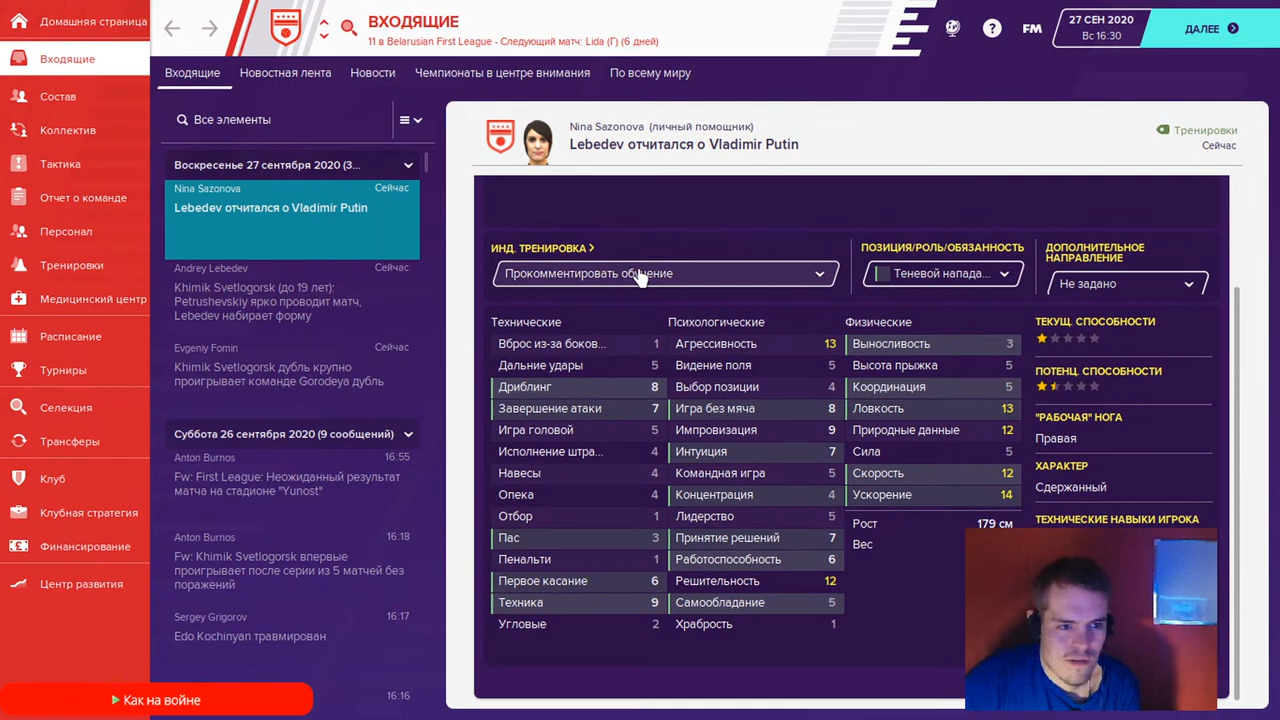 Домашняя страница
Входящие
Состав
Коллектив
Тактика
Отчет о команде
Персонал
Тренировки
Медицинский центр
Расписание
Турниры
Селекция
Трансферы
Клуб
Клубная стратегия
Финансирование
Центр развития
Как на войне
ВХОДЯЩИЕ
11 в Belarusian First League - Следующий матч: Lida (Г) (6 дней)
?
FM
27 СЕН 2020
Вс 16:30
ДАЛЕЕ
Входящие
Новостная лента
Новости
Чемпионаты в центре внимания
По всему миру
Все элементы
Воскресенье 27 сентября 2020 (3...
Nina Sazonova Сейчас
Lebedev отчитался о Vladimir Putin
Andrey Lebedev Сейчас
Khimik Svetlogorsk (до 19 лет):
Petrushevskiy ярко проводит матч,
Lebedev набирает форму
Evgeniy Fomin Сейчас
Khimik Svetlogorsk дубль крупно
проигрывает команде Gorodeya дубль
Суббота 26 сентября 2020 (9 сообщений)
Anton Burnos 16:55
Fw: First League: Неожиданный результат
матча на стадионе "Yunost"
Anton Burnos 16:18
Fw: Khimik Svetlogorsk впервые
проигрывает после серии из 5 матчей без
поражений
Sergey Grigorov 16:17
Edo Kochinyan травмирован
16:16
Nina Sazonova (личный помощник)
Lebedev отчитался о Vladimir Putin
Тренировки
Сейчас
ИНД. ТРЕНИРОВКА >
Прокомментировать обучение
ПОЗИЦИЯ/РОЛЬ/ОБЯЗАННОСТЬ
Теневой напада...
ДОПОЛНИТЕЛЬНОЕ
НАПРАВЛЕНИЕ
Не задано
Технические
Вброс из-за боков... 1
Дальние удары 5
Дриблинг 8
Завершение атаки 7
Игра головой 5
Исполнение штра... 4
Навесы 4
Опека 4
Отбор 1
Пас 3
Пенальти 1
Первое касание 6
Техника 9
Угловые 2
Психологические
Агрессивность 13
Видение поля 5
Выбор позиции 4
Игра без мяча 8
Импровизация 9
Интуиция 7
Командная игра 5
Концентрация 4
Лидерство 5
Принятие решений 7
Работоспособность 6
Решительность 12
Самообладание 5
Храбрость 1
Физические
Выносливость 3
Высота прыжка 5
Координация 5
Ловкость 13
Природные данные 12
Сила 5
Скорость 12
Ускорение 14
Рост 179 см
Вес
ТЕКУЩ. СПОСОБНОСТИ
ПОТЕНЦ. СПОСОБНОСТИ
"РАБОЧАЯ" НОГА
Правая
ХАРАКТЕР
Сдержанный
ТЕХНИЧЕСКИЕ НАВЫКИ ИГРОКА